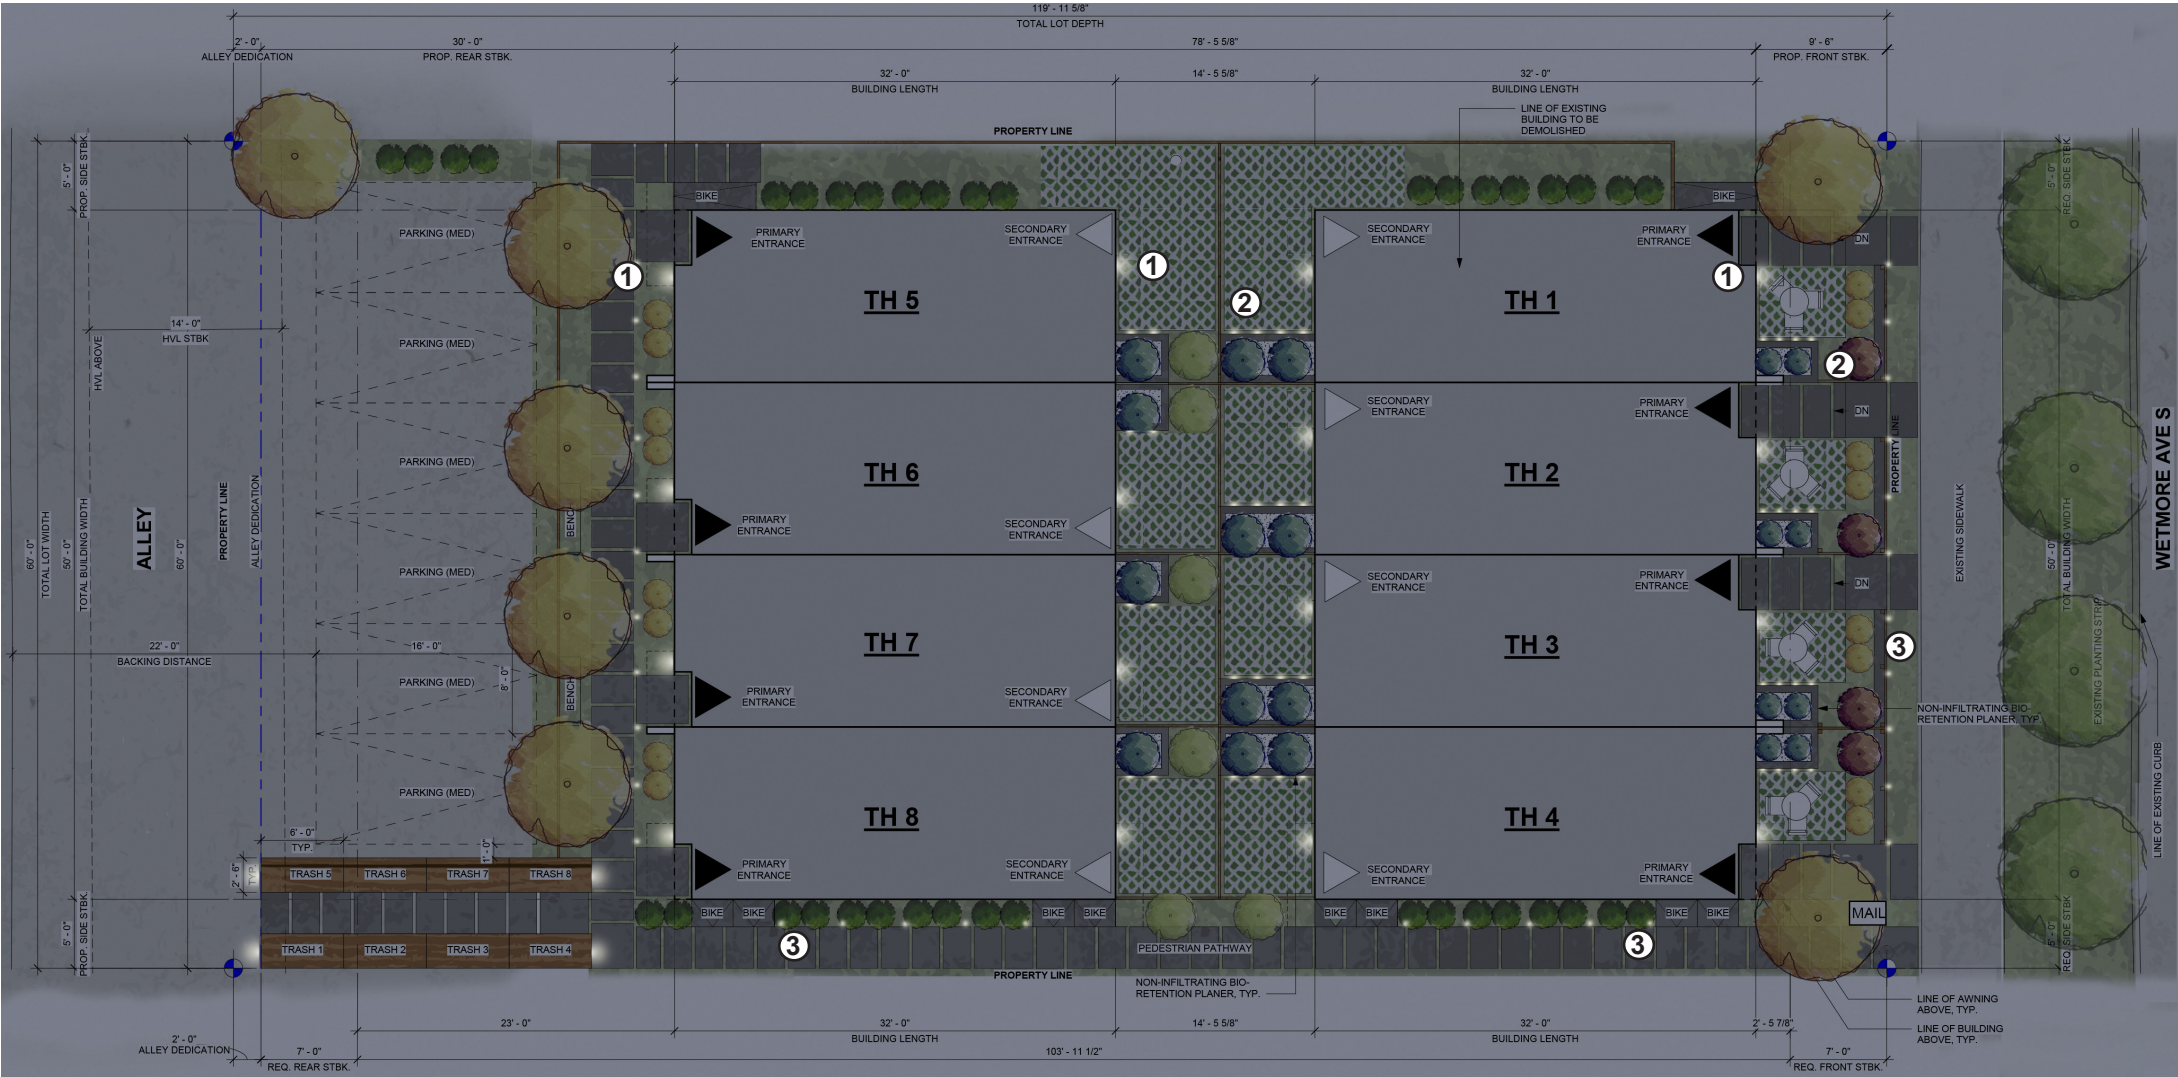 119' - 11 5/8"
TOTAL LOT DEPTH
2' - 0"
ALLEY DEDICATION
30' - 0"
PROP. REAR STBK.
78' - 5 5/8"
9' - 6"
PROP. FRONT STBK.
32' - 0"
BUILDING LENGTH
14' - 5 5/8"
32' - 0"
BUILDING LENGTH
LINE OF EXISTING
BUILDING TO BE
DEMOLISHED
PROPERTY LINE
5' - 0"
PROP. SIDE STBK.
5' - 0"
REQ. SIDE STBK.
BIKE
BIKE
PARKING (MED)
PRIMARY
ENTRANCE
SECONDARY
ENTRANCE
SECONDARY
ENTRANCE
PRIMARY
ENTRANCE
DN
1
1
1
2
TH 5
TH 1
14' - 0"
HVL STBK
HVL ABOVE
PARKING (MED)
2
SECONDARY
ENTRANCE
PRIMARY
ENTRANCE
DN
PARKING (MED)
TH 6
TH 2
PROPERTY LINE
WETMORE AVE S
EXISTING SIDEWALK
60' - 0"
TOTAL LOT WIDTH
50' - 0"
TOTAL BUILDING WIDTH
ALLEY
60' - 0"
PROPERTY LINE
ALLEY DEDICATION
BENCH
PRIMARY
ENTRANCE
SECONDARY
ENTRANCE
50' - 0"
TOTAL BUILDING WIDTH
PARKING (MED)
SECONDARY
ENTRANCE
PRIMARY
ENTRANCE
DN
TH 7
TH 3
3
22' - 0"
BACKING DISTANCE
16' - 0"
8' - 0"
PARKING (MED)
BENCH
PRIMARY
ENTRANCE
SECONDARY
ENTRANCE
EXISTING PLANTING STRIP
NON-INFILTRATING BIO-
RETENTION PLANER, TYP.
LINE OF EXISTING CURB
PARKING (MED)
TH 8
TH 4
6' - 0"
TYP.
1' - 0"
2' - 6"
TYP.
TRASH 5
TRASH 6
TRASH 7
TRASH 8
PRIMARY
ENTRANCE
SECONDARY
ENTRANCE
SECONDARY
ENTRANCE
PRIMARY
ENTRANCE
5' - 0"
PROP. SIDE STBK.
BIKE
BIKE
BIKE
BIKE
BIKE
BIKE
BIKE
BIKE
MAIL
5' - 0"
REQ. SIDE STBK
TRASH 1
TRASH 2
TRASH 3
TRASH 4
3
PEDESTRIAN PATHWAY
3
PROPERTY LINE
NON-INFILTRATING BIO-
RETENTION PLANER, TYP.
LINE OF AWNING
ABOVE, TYP.
LINE OF BUILDING
ABOVE, TYP.
23' - 0"
32' - 0"
BUILDING LENGTH
14' - 5 5/8"
32' - 0"
BUILDING LENGTH
2' - 5 7/8"
2' - 0"
ALLEY DEDICATION
7' - 0"
REQ. REAR STBK.
103' - 11 1/2"
7' - 0"
REQ. FRONT STBK.